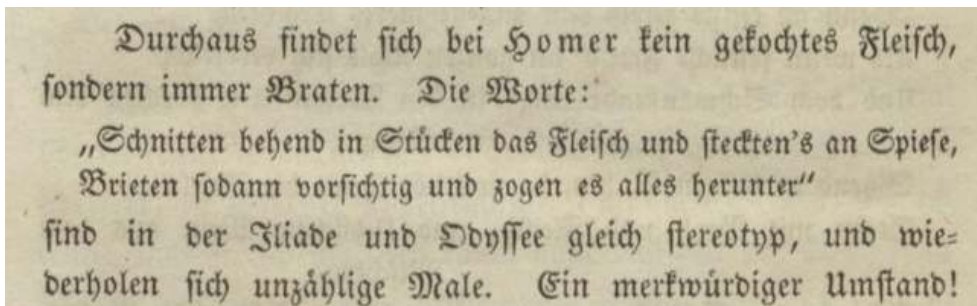 Durchaus findet sich bei Homer kein gekochtes Fleisch,
sondern immer Braten. Die Worte:
„Schnitten behend in Stücken das Fleisch und steckten's an Spiese,
Brieten sodann vorsichtig und zogen es alles herunter“
sind in der Iliade und Odyssee gleich stereotyp, und wie-
derholen sich unzählige Male. Ein merkwürdiger Umstand!